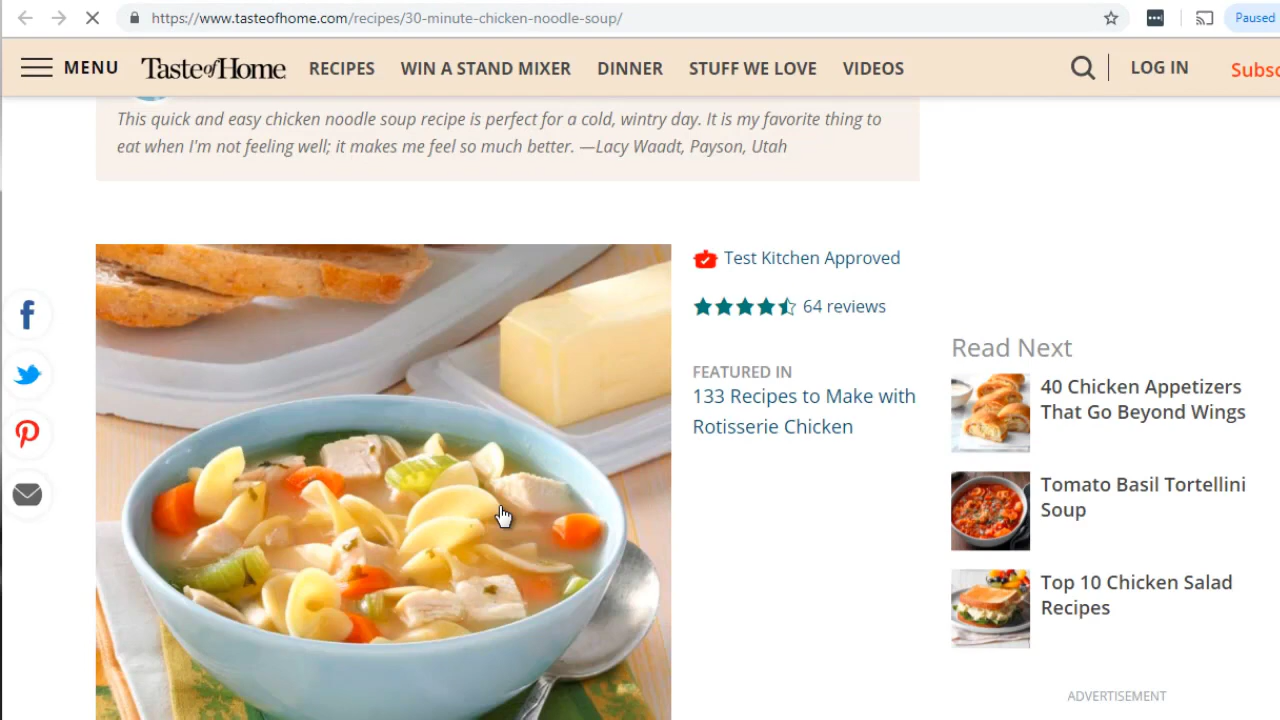 https://www.tasteofhome.com/recipes/30-minute-chicken-noodle-soup/
Paused
MENU
Taste of Home
RECIPES
WIN A STAND MIXER
DINNER
STUFF WE LOVE
VIDEOS
LOG IN
Subsc
This quick and easy chicken noodle soup recipe is perfect for a cold, wintry day. It is my favorite thing to
eat when I'm not feeling well; it makes me feel so much better. —Lacy Waadt, Payson, Utah
Test Kitchen Approved
64 reviews
FEATURED IN
133 Recipes to Make with
Rotisserie Chicken
Read Next
40 Chicken Appetizers
That Go Beyond Wings
Tomato Basil Tortellini
Soup
Top 10 Chicken Salad
Recipes
ADVERTISEMENT